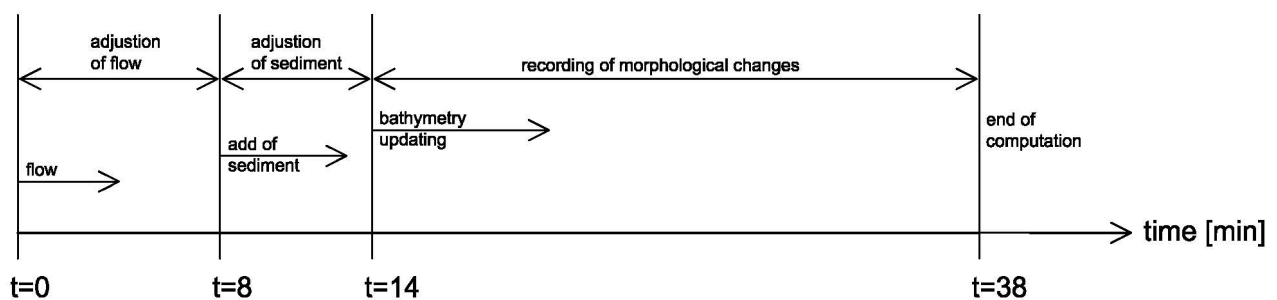 adjustion
of flow
adjustion
of sediment
recording of morphological changes
bathymetry
updating
end of
computation
add of
sediment
flow
time [min]
t=0
t=8
t=14
t=38